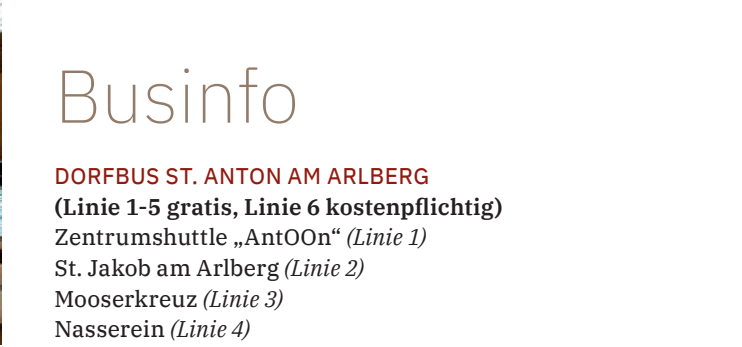 Businfo
DORFBUS ST. ANTON AM ARLBERG
(Linie 1-5 gratis, Linie 6 kostenpflichtig)
Zentrumshuttle „AntOOn“ (Linie 1)
St. Jakob am Arlberg (Linie 2)
Mooserkreuz (Linie 3)
Nasserein (Linie 4)